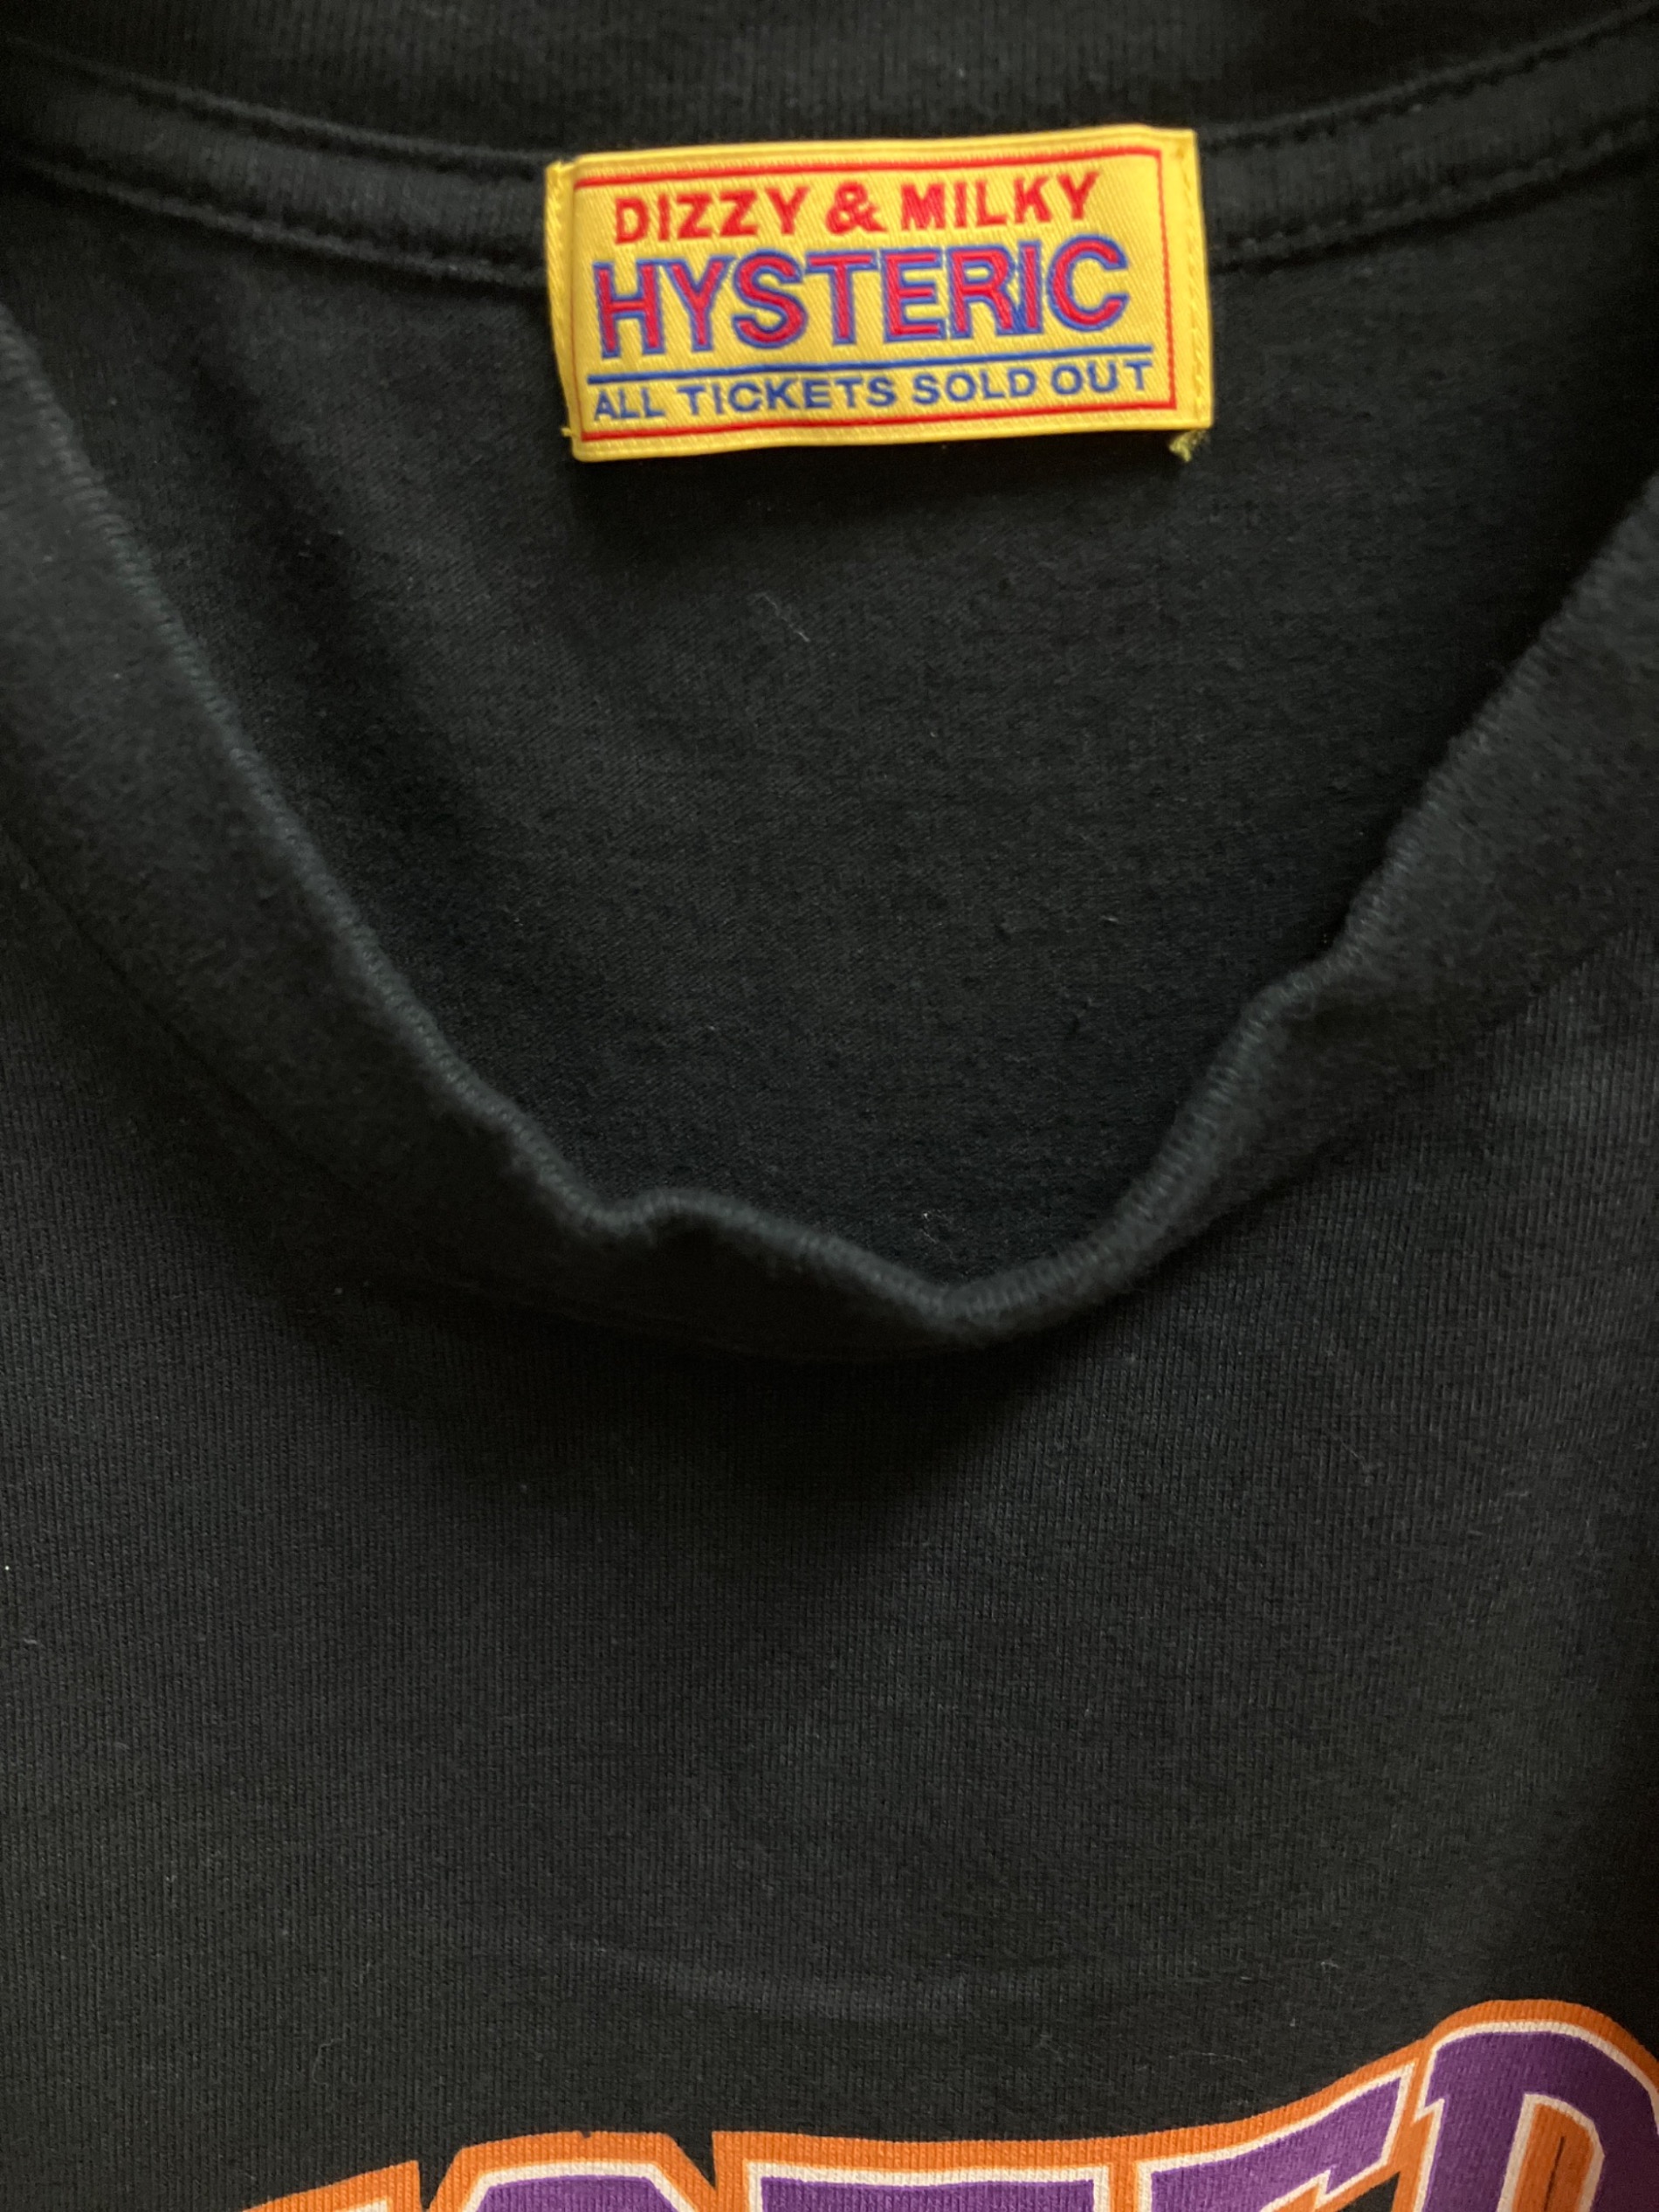 DIZZY & MILKY
HYSTERIC
ALL TICKETS SOLD OUT